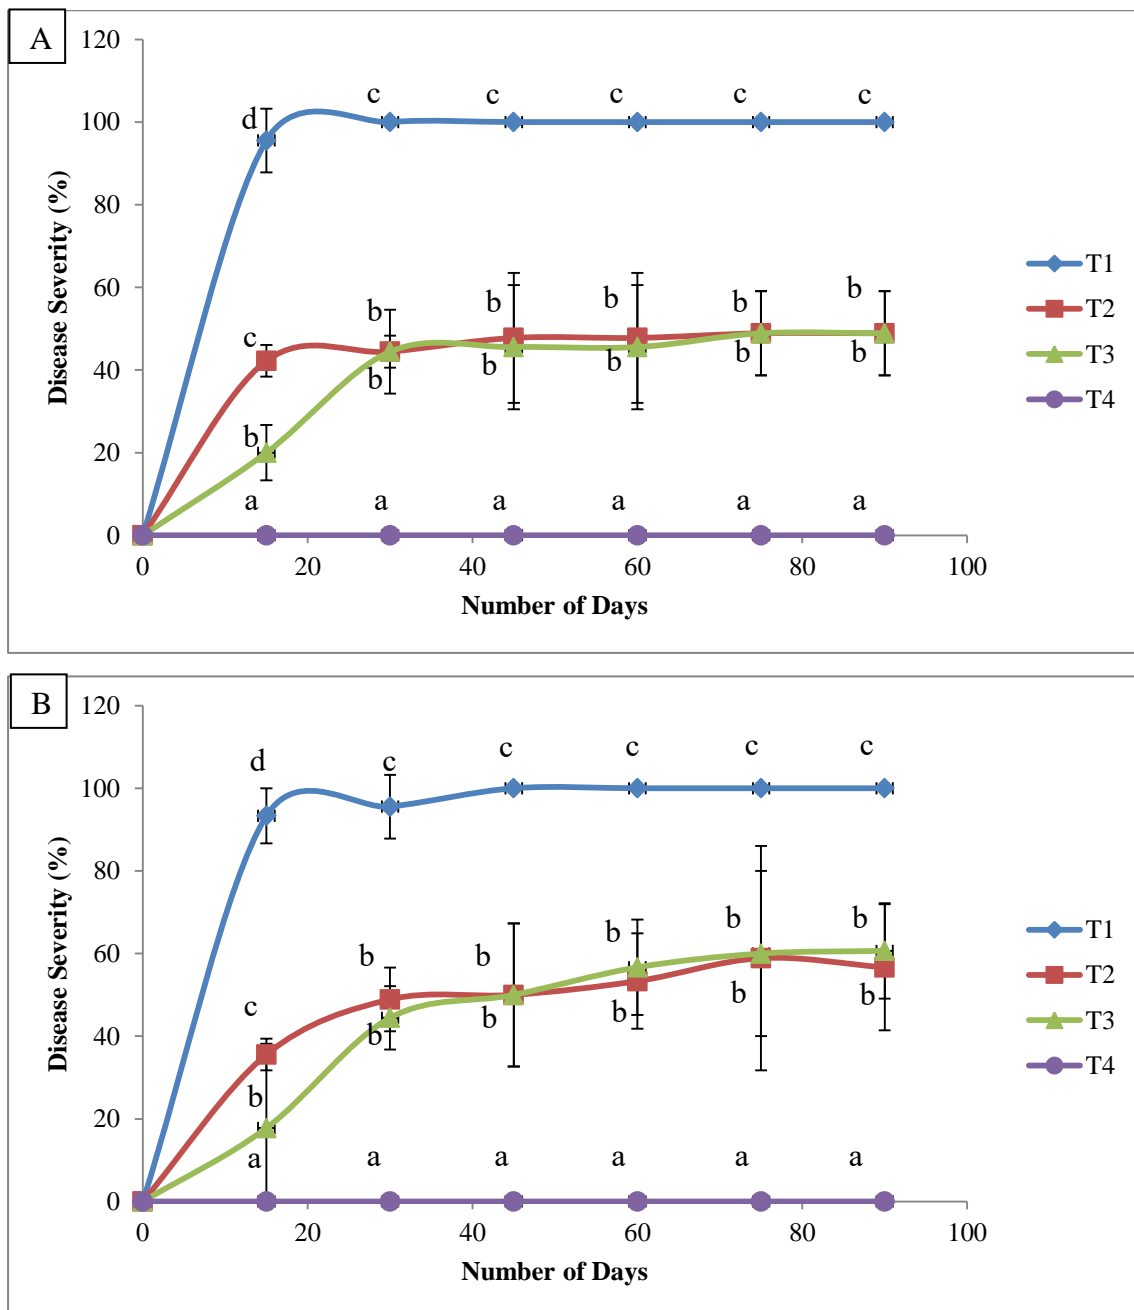 A
120
100
80
60
40
20
0
Disease Severity (%)
d c c c c c c
c b b b b b
b b b b b b
a a a a a a
0 20 40 60 80 100
Number of Days
T1
T2
T3
T4
B
120
100
80
60
40
20
0
Disease Severity (%)
d c c c c c c
c b b b b b
b b b b b b
a a a a a a
0 20 40 60 80 100
Number of Days
T1
T2
T3
T4